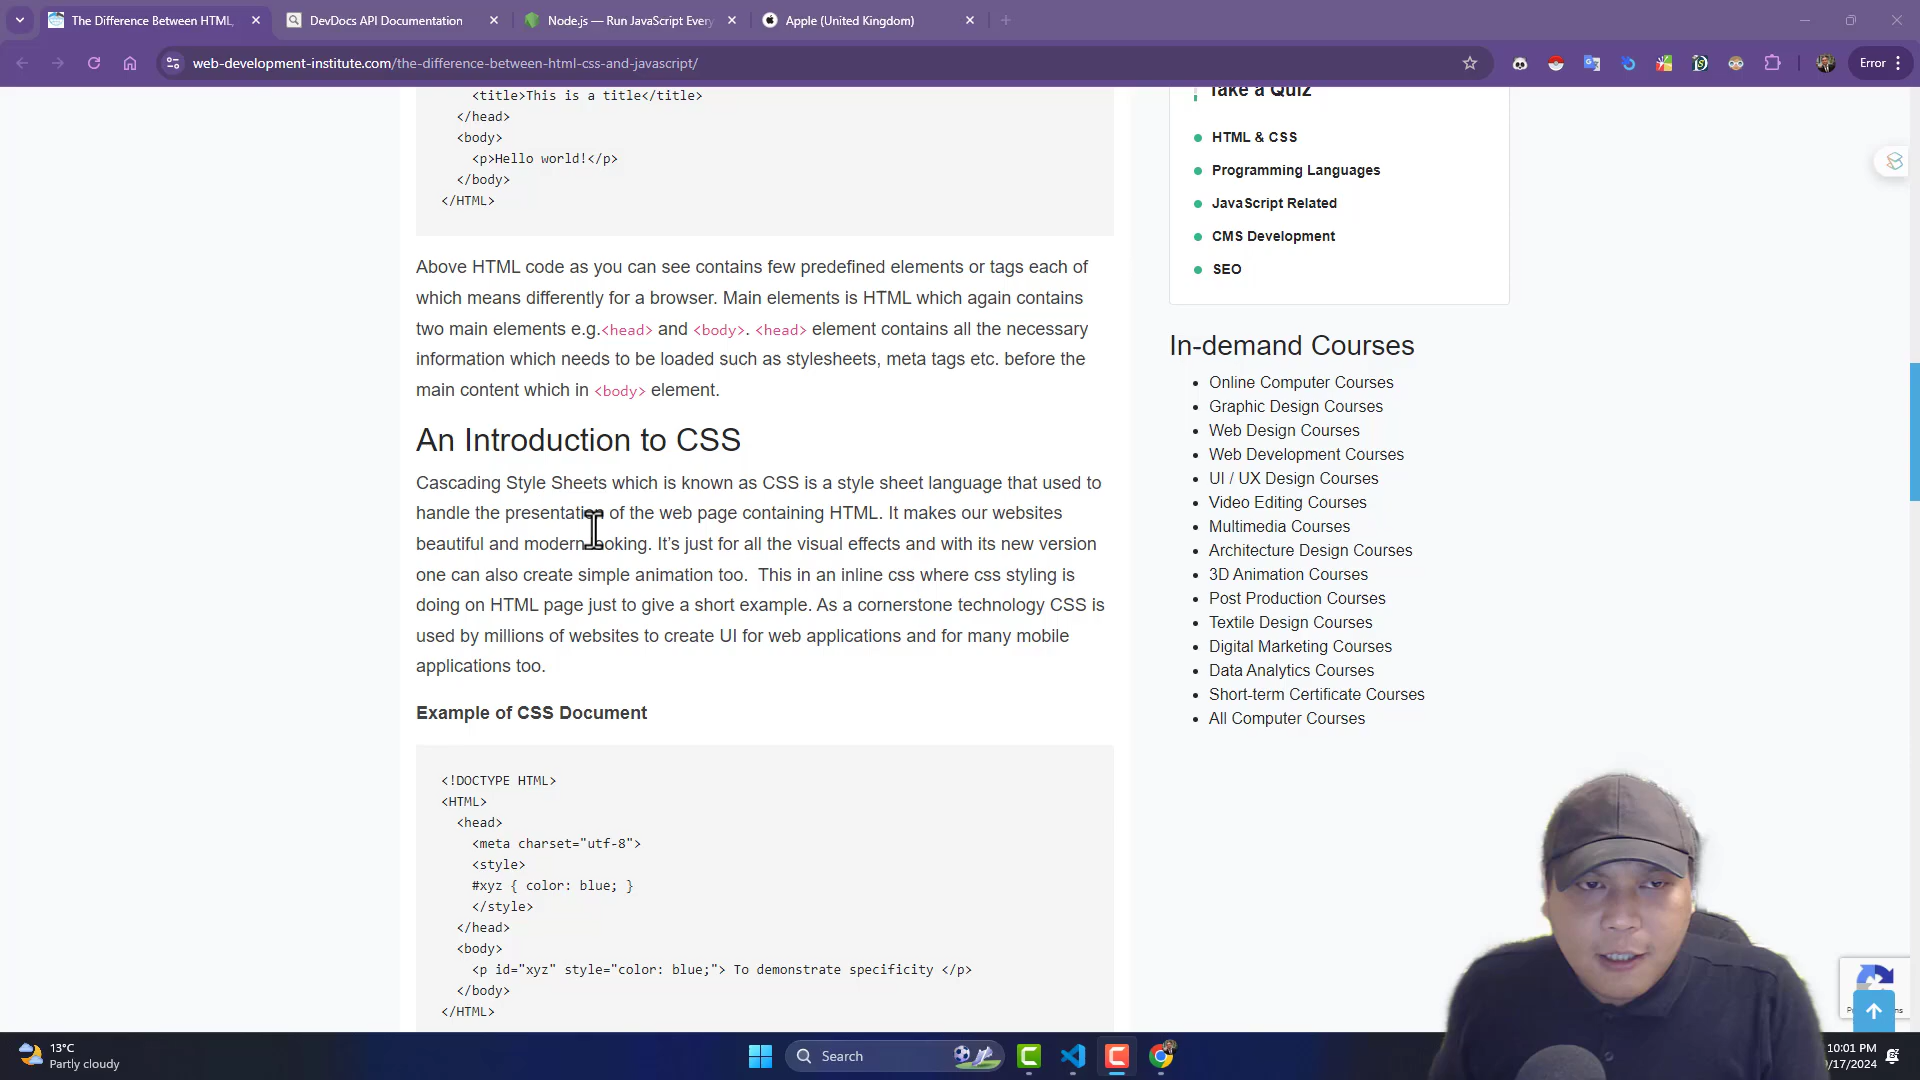 The Difference Between HTML,
DevDocs API Documentation
Node.js — Run JavaScript Every
Apple (United Kingdom)
web-development-institute.com/the-difference-between-html-css-and-javascript/
Error
<title>This is a title</title>
</head>
<body>
<p>Hello world!</p>
</body>
</HTML>
Above HTML code as you can see contains few predefined elements or tags each of
which means differently for a browser. Main elements is HTML which again contains
two main elements e.g.<head> and <body>. <head> element contains all the necessary
information which needs to be loaded such as stylesheets, meta tags etc. before the
main content which in <body> element.
An Introduction to CSS
Cascading Style Sheets which is known as CSS is a style sheet language that used to
handle the presentation of the web page containing HTML. It makes our websites
beautiful and modern looking. It’s just for all the visual effects and with its new version
one can also create simple animation too.  This in an inline css where css styling is
doing on HTML page just to give a short example. As a cornerstone technology CSS is
used by millions of websites to create UI for web applications and for many mobile
applications too.
Example of CSS Document
<!DOCTYPE HTML>
<HTML>
<head>
<meta charset="utf-8">
<style>
#xyz { color: blue; }
</style>
</head>
<body>
<p id="xyz" style="color: blue;"> To demonstrate specificity </p>
</body>
</HTML>
Take a Quiz
HTML & CSS
Programming Languages
JavaScript Related
CMS Development
SEO
In-demand Courses
Online Computer Courses
Graphic Design Courses
Web Design Courses
Web Development Courses
UI / UX Design Courses
Video Editing Courses
Multimedia Courses
Architecture Design Courses
3D Animation Courses
Post Production Courses
Textile Design Courses
Digital Marketing Courses
Data Analytics Courses
Short-term Certificate Courses
All Computer Courses
13°C
Partly cloudy
Search
10:01 PM
/17/2024